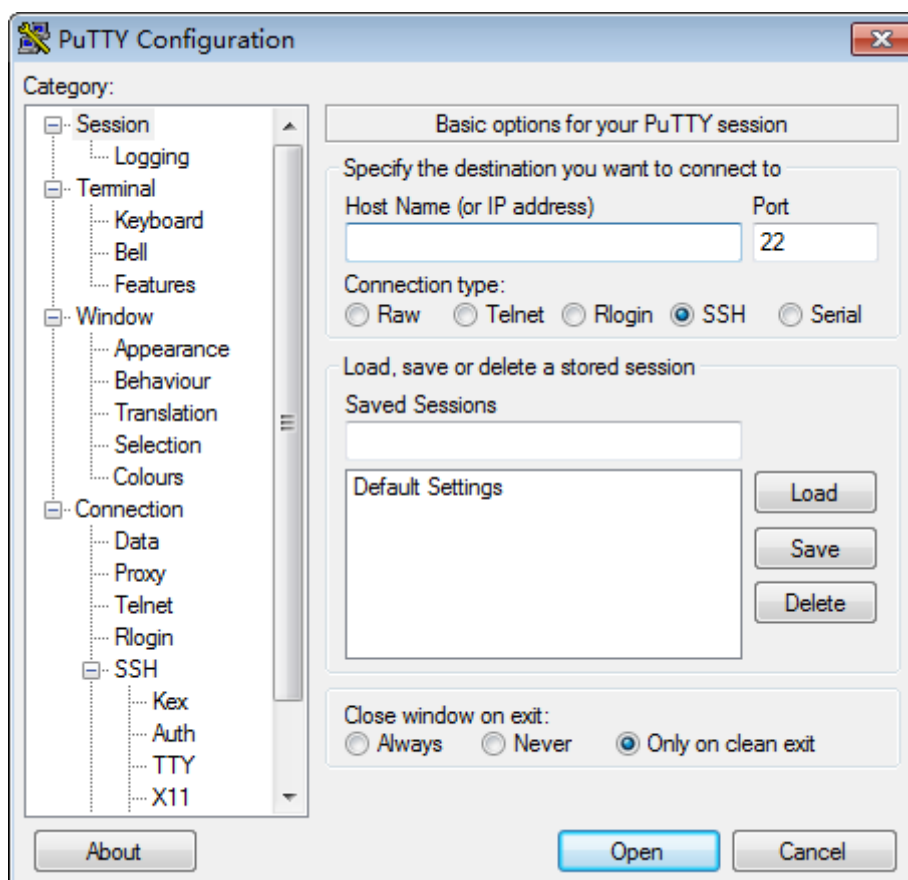 PuTTY Configuration
Category:
Session
Logging
Terminal
Keyboard
Bell
Features
Window
Appearance
Behaviour
Translation
Selection
Colours
Connection
Data
Proxy
Telnet
Rlogin
SSH
Kex
Auth
TTY
X11
Basic options for your PuTTY session
Specify the destination you want to connect to
Host Name (or IP address) Port
22
Connection type:
Raw Telnet Rlogin SSH Serial
Load, save or delete a stored session
Saved Sessions
Default Settings
Load
Save
Delete
Close window on exit:
Always Never Only on clean exit
About Open Cancel